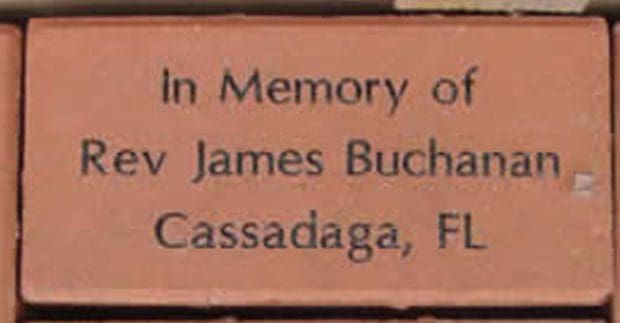 In Memory of
Rev James Buchanan
Cassadaga, FL